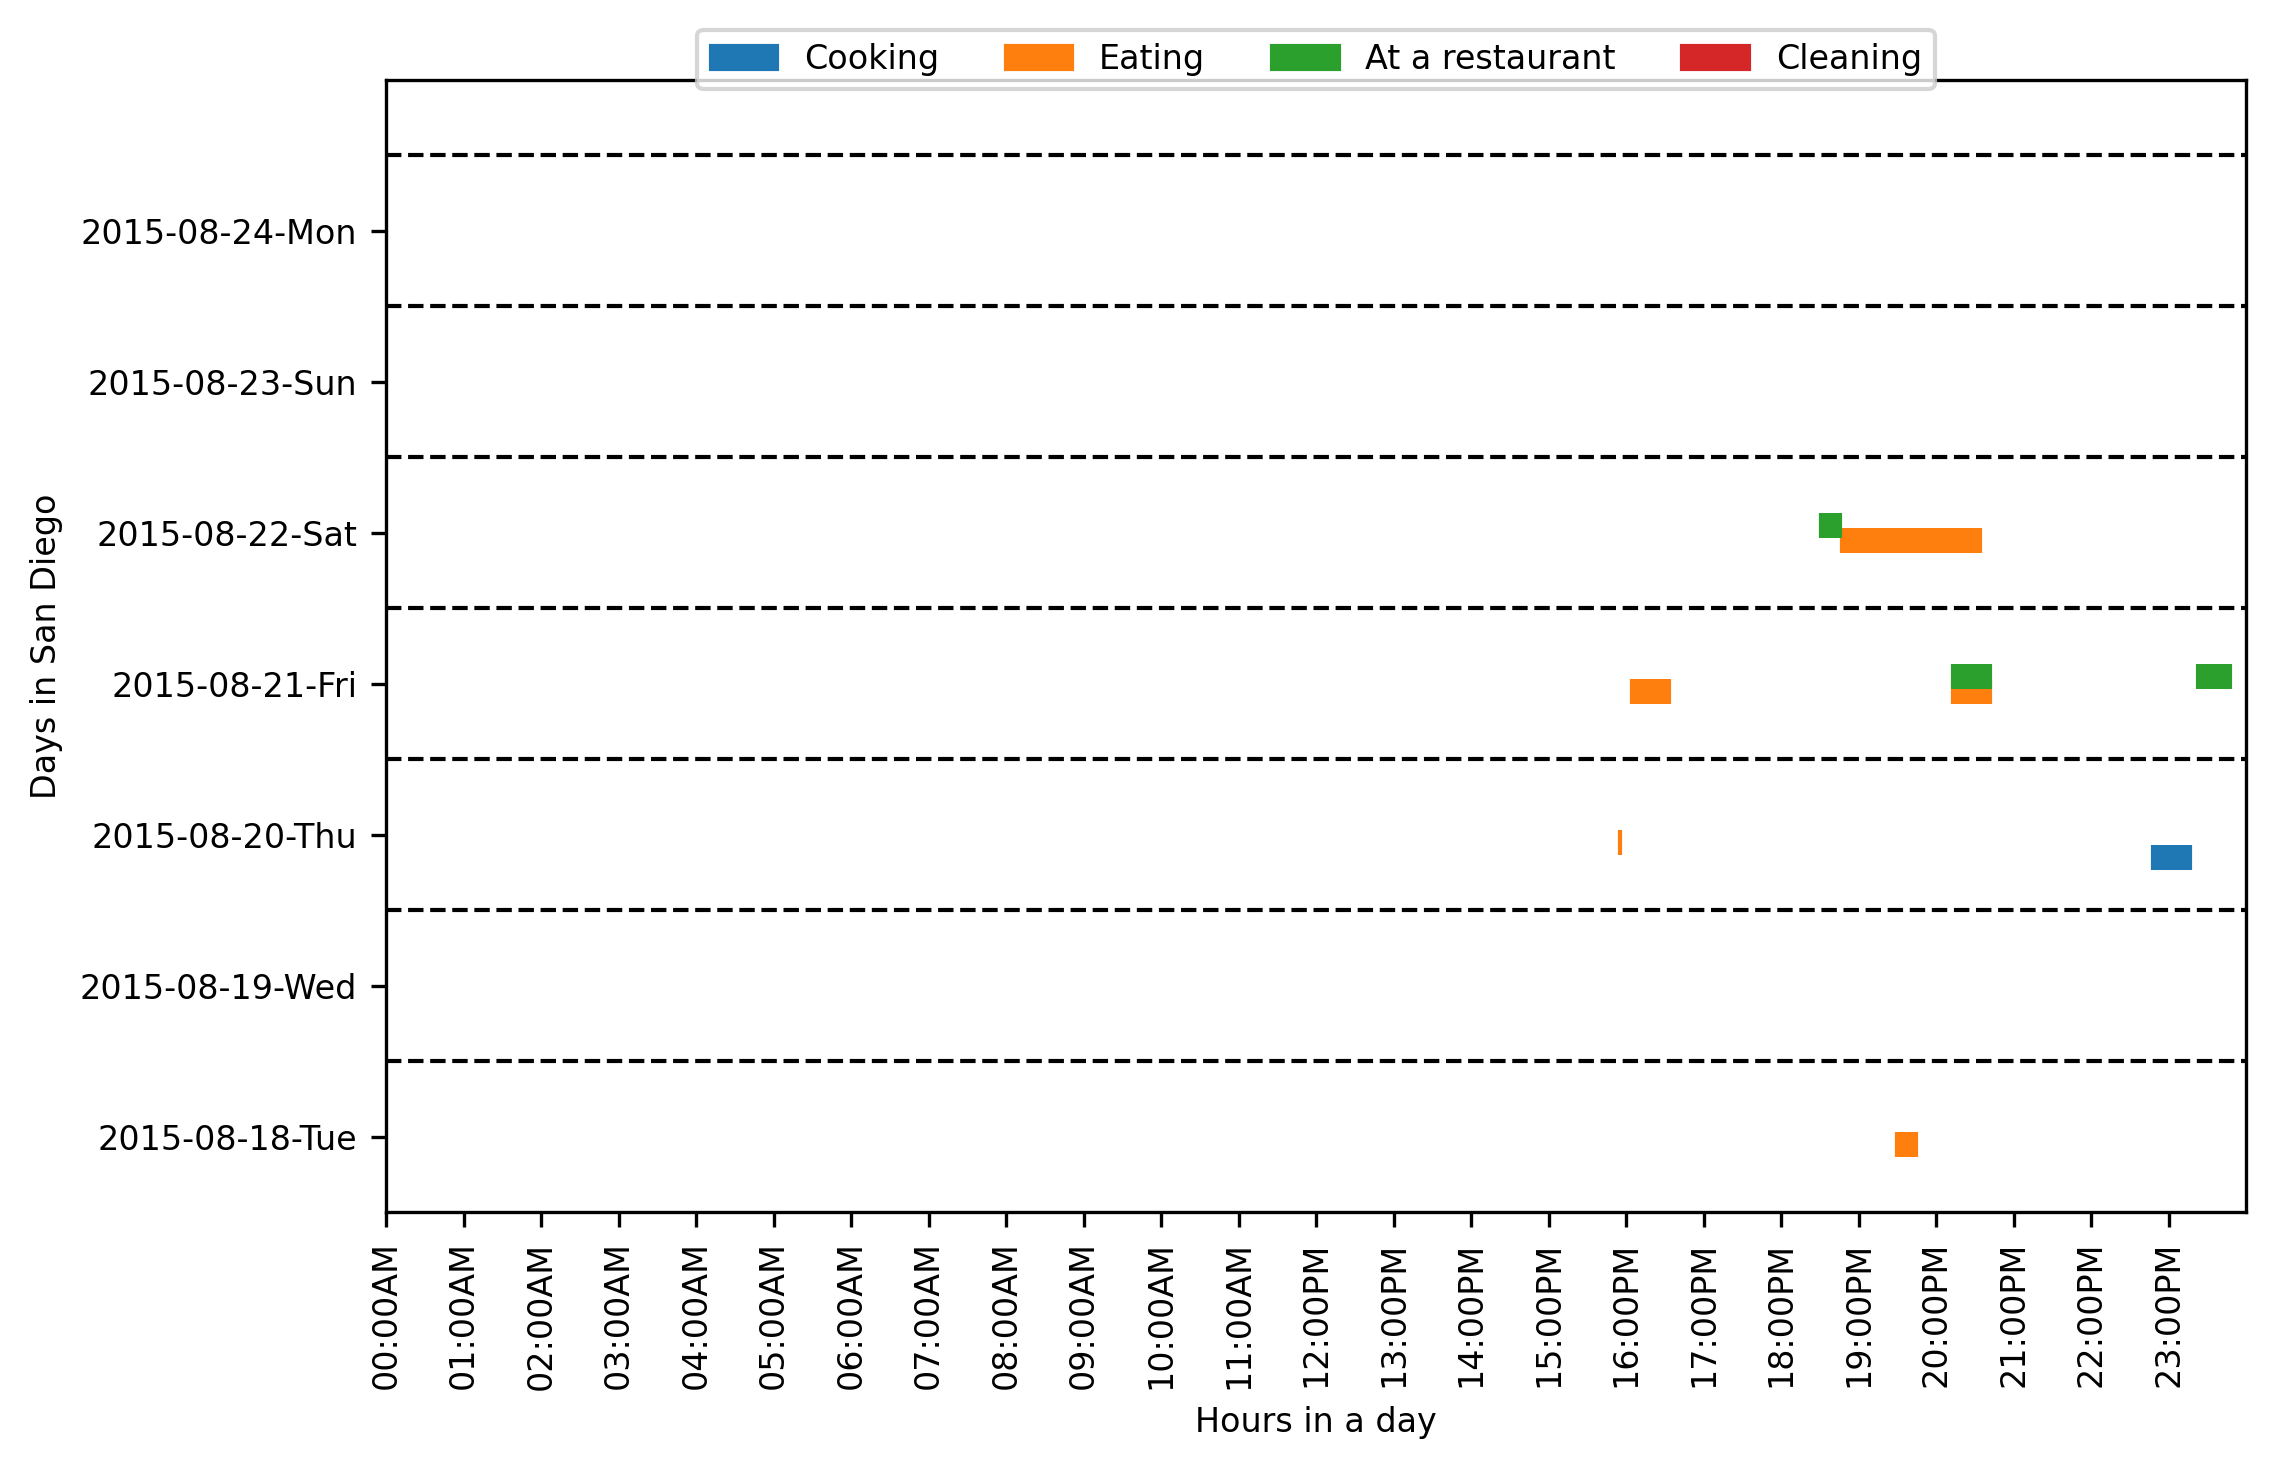 Cooking Eating At a restaurant Cleaning
2015-08-24-Mon
2015-08-23-Sun
2015-08-22-Sat
2015-08-21-Fri
2015-08-20-Thu
2015-08-19-Wed
2015-08-18-Tue
Days in San Diego
00:00AM
01:00AM
02:00AM
03:00AM
04:00AM
05:00AM
06:00AM
07:00AM
08:00AM
09:00AM
10:00AM
11:00AM
12:00PM
13:00PM
14:00PM
15:00PM
16:00PM
17:00PM
18:00PM
19:00PM
20:00PM
21:00PM
22:00PM
23:00PM
Hours in a day